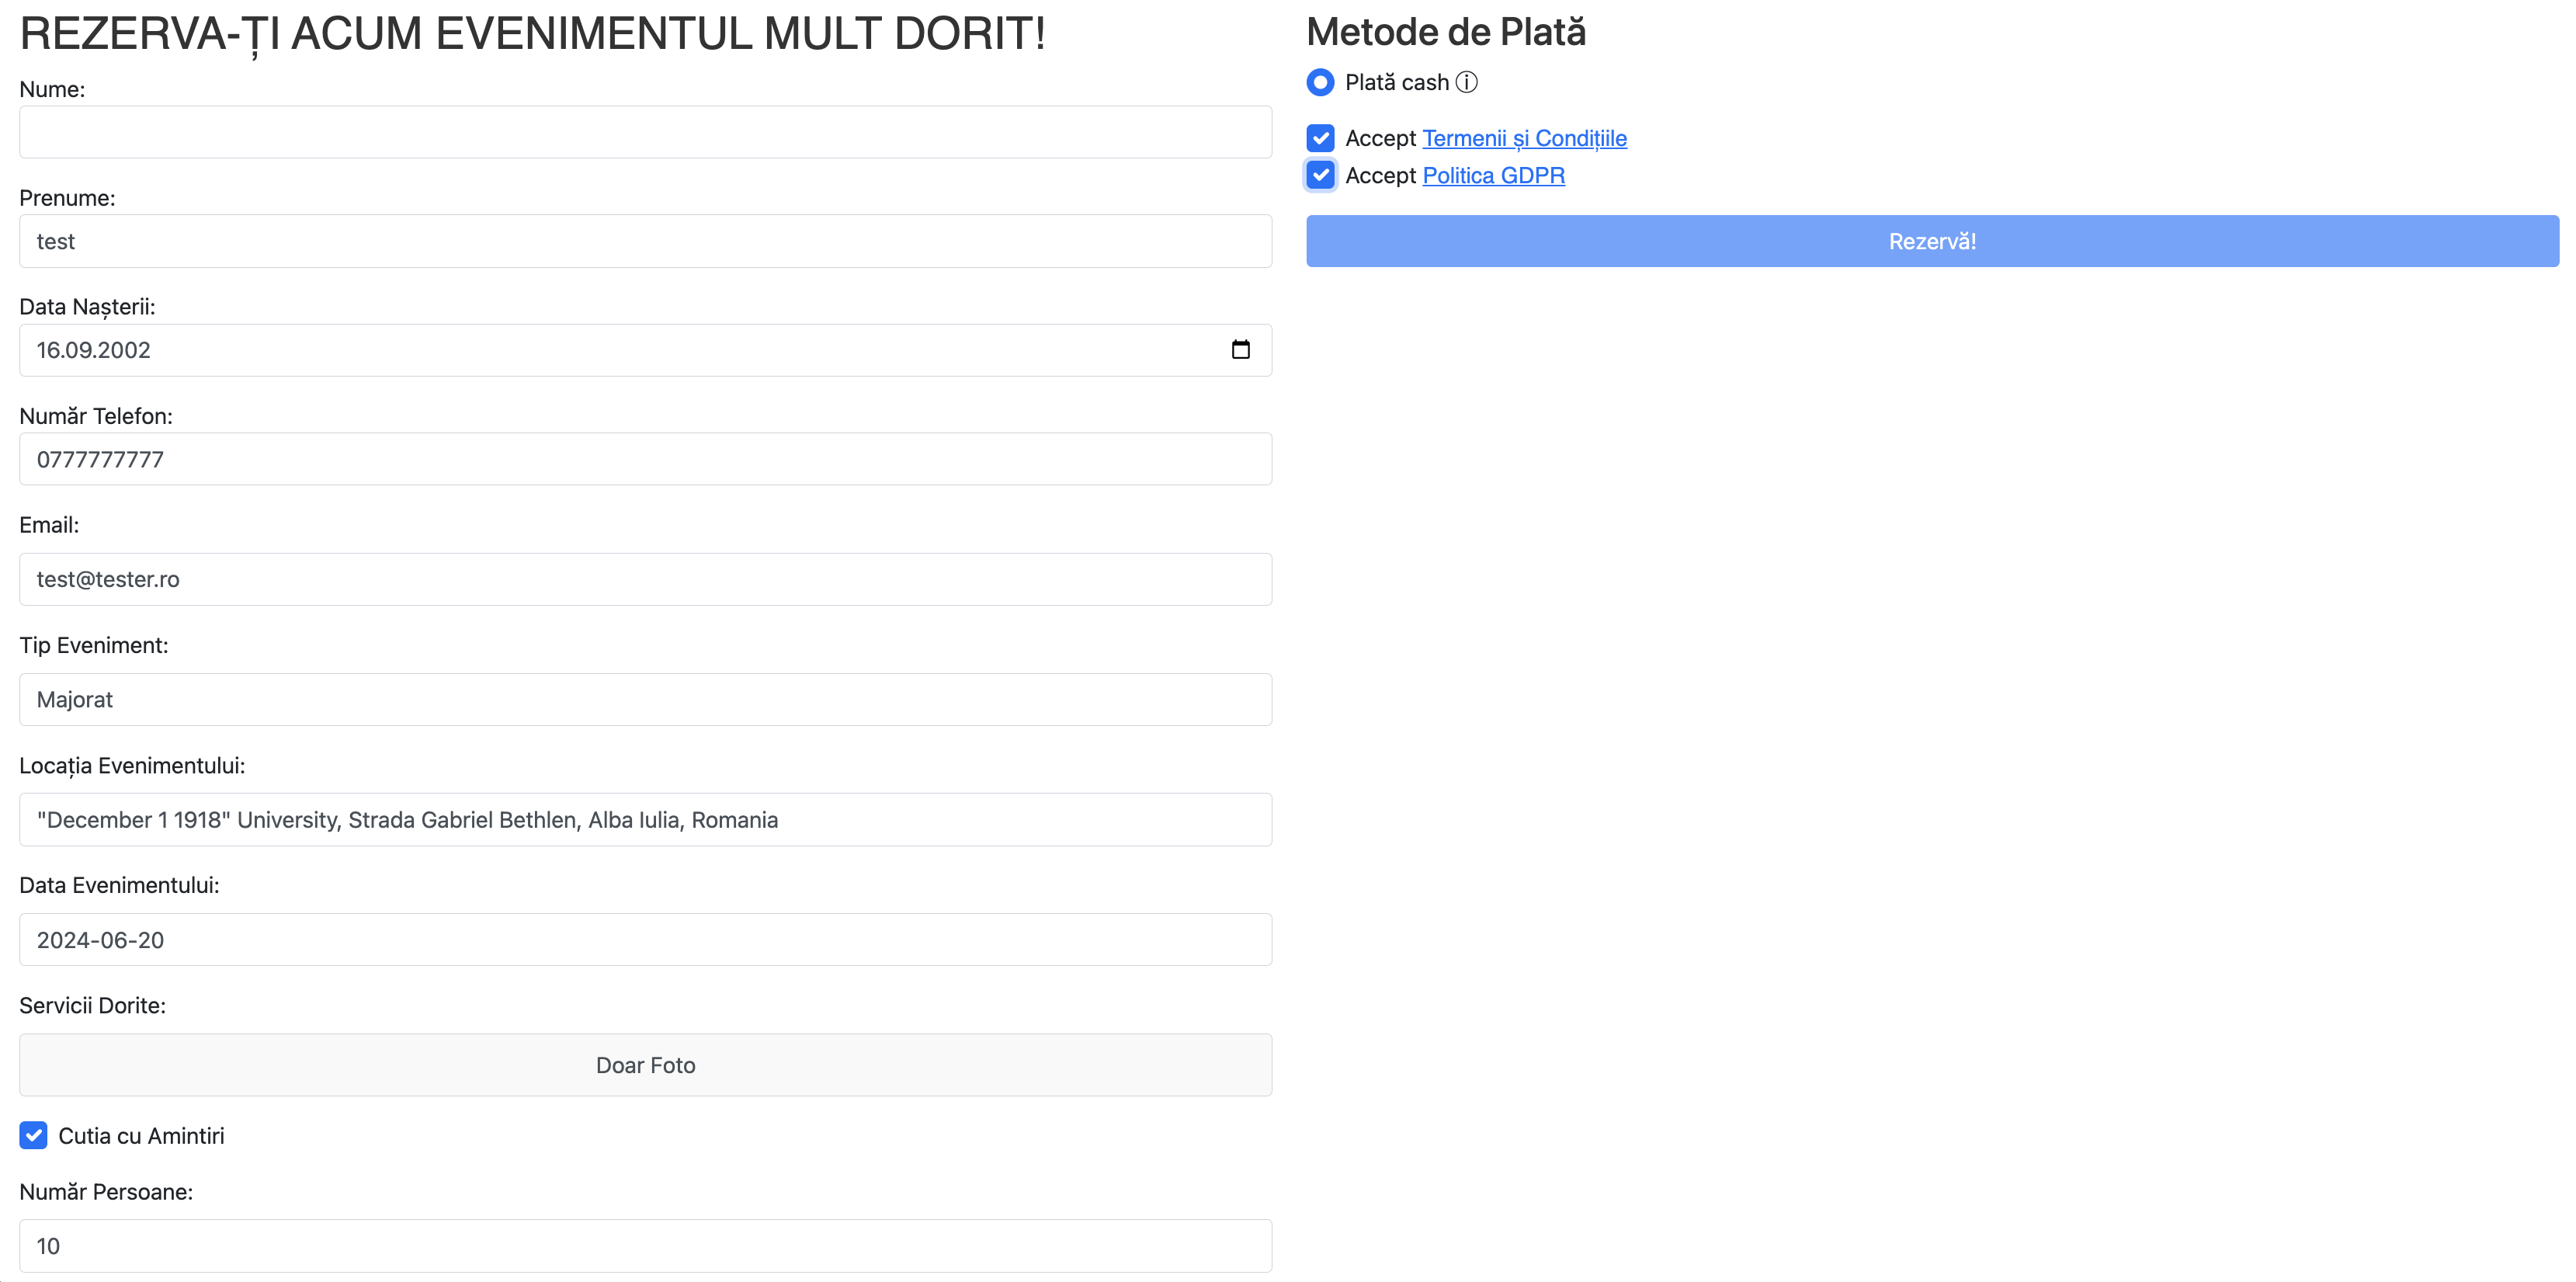 REZERVA-ȚI ACUM EVENIMENTUL MULT DORIT!
Nume:
Prenume:
test
Data Nașterii:
16.09.2002
Număr Telefon:
0777777777
Email:
test@tester.ro
Tip Eveniment:
Majorat
Locația Evenimentului:
"December 1 1918" University, Strada Gabriel Bethlen, Alba Iulia, Romania
Data Evenimentului:
2024-06-20
Servicii Dorite:
Doar Foto
Cutia cu Amintiri
Număr Persoane:
10
Metode de Plată
Plată cash ⓘ
Accept Termenii și Condițiile
Accept Politica GDPR
Rezervă!